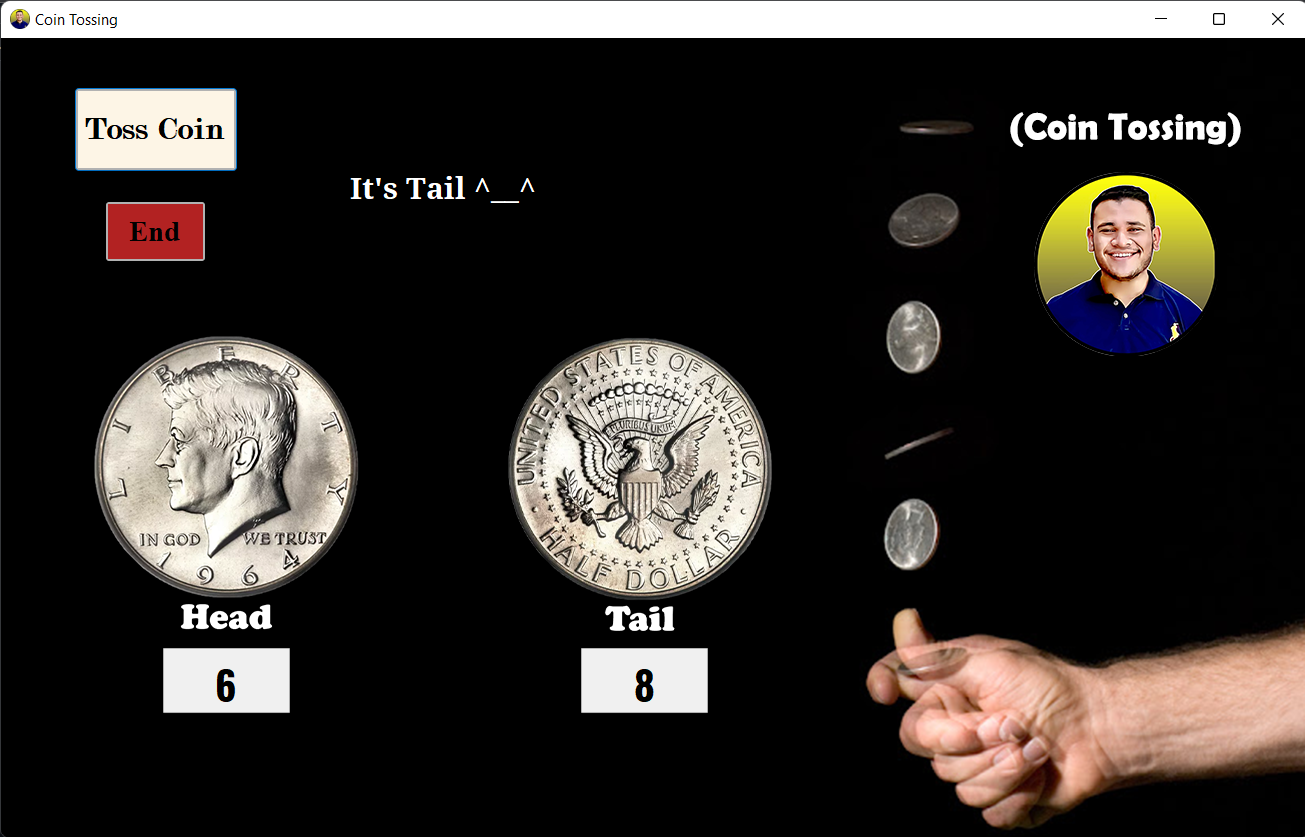 Coin Tossing
Toss Coin
(Coin Tossing)
It's Tail ^__^
End
LIBERTY
IN GOD WE TRUST
1964
UNITED STATES OF AMERICA
E PLURIBUS UNUM
HALF DOLLAR
Head
Tail
6
8